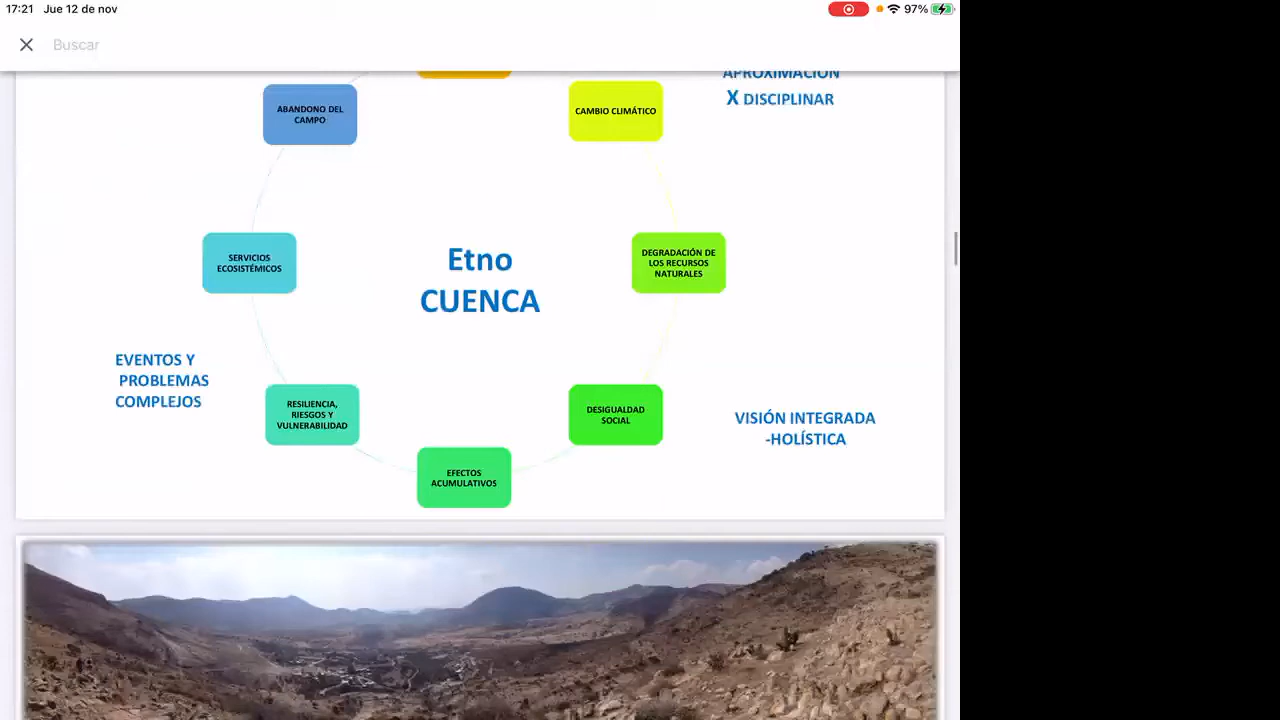 17:21 Jue 12 de nov
97%
Buscar
APROXIMACIÓN
X DISCIPLINAR
ABANDONO DEL
CAMPO
CAMBIO CLIMÁTICO
SERVICIOS
ECOSISTÉMICOS
Etno
CUENCA
DEGRADACIÓN DE
LOS RECURSOS
NATURALES
EVENTOS Y
PROBLEMAS
COMPLEJOS
RESILIENCIA,
RIESGOS Y
VULNERABILIDAD
DESIGUALDAD
SOCIAL
VISIÓN INTEGRADA
-HOLÍSTICA
EFECTOS
ACUMULATIVOS